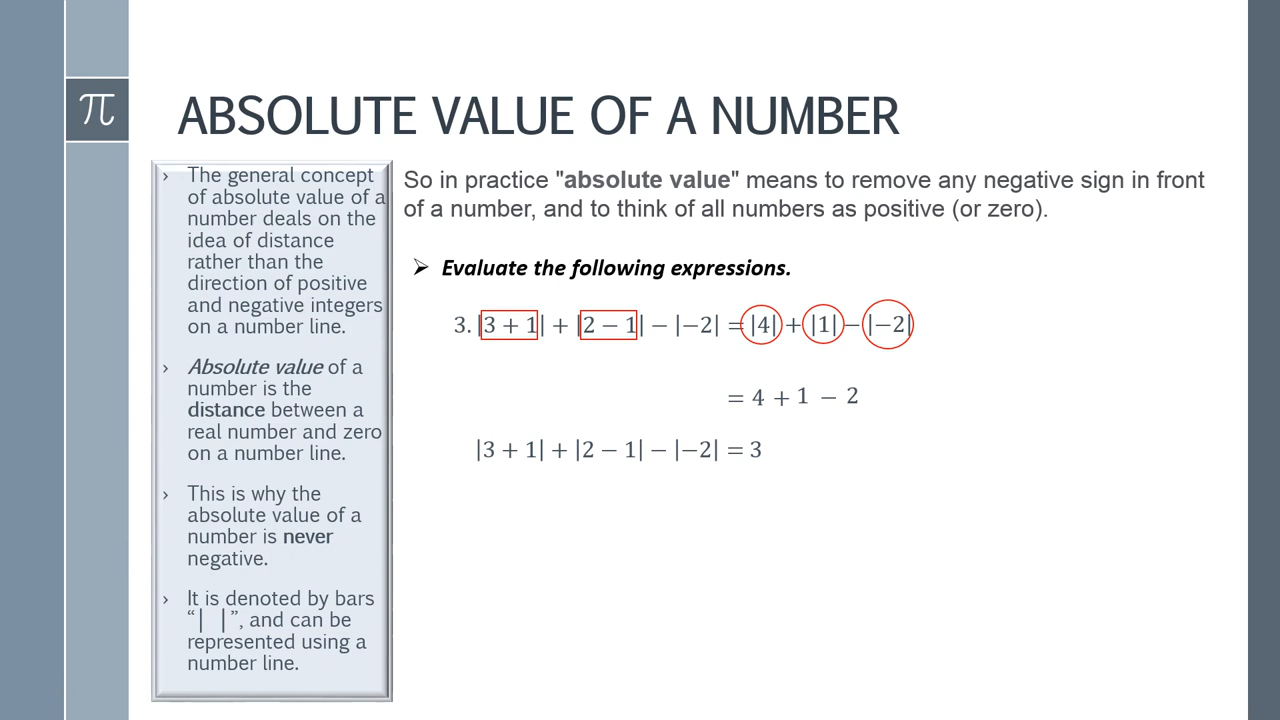 π
ABSOLUTE VALUE OF A NUMBER
› The general concept
of absolute value of a
number deals on the
idea of distance
rather than the
direction of positive
and negative integers
on a number line.
› Absolute value of a
number is the
distance between a
real number and zero
on a number line.
› This is why the
absolute value of a
number is never
negative.
› It is denoted by bars
“| |”, and can be
represented using a
number line.
So in practice "absolute value" means to remove any negative sign in front
of a number, and to think of all numbers as positive (or zero).
➢ Evaluate the following expressions.
3. |3 + 1| + |2 − 1| − |−2| = |4| + |1| − |−2|
= 4 + 1 − 2
|3 + 1| + |2 − 1| − |−2| = 3